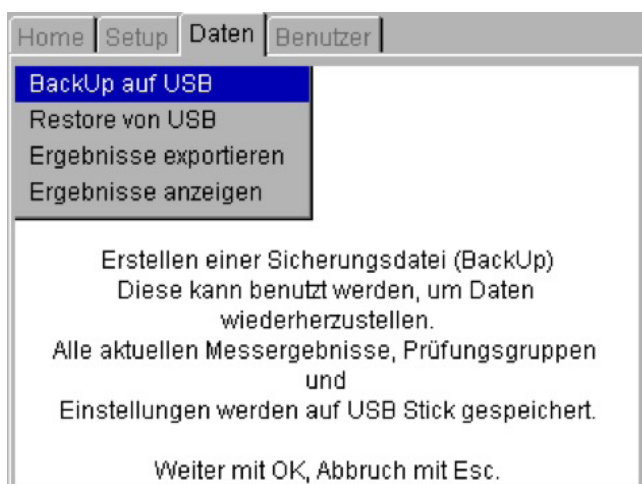 Home Setup Daten Benutzer
BackUp auf USB
Restore von USB
Ergebnisse exportieren
Ergebnisse anzeigen
Erstellen einer Sicherungsdatei (BackUp)
Diese kann benutzt werden, um Daten
wiederherzustellen.
Alle aktuellen Messergebnisse, Prüfungsgruppen
und
Einstellungen werden auf USB Stick gespeichert.
Weiter mit OK, Abbruch mit Esc.